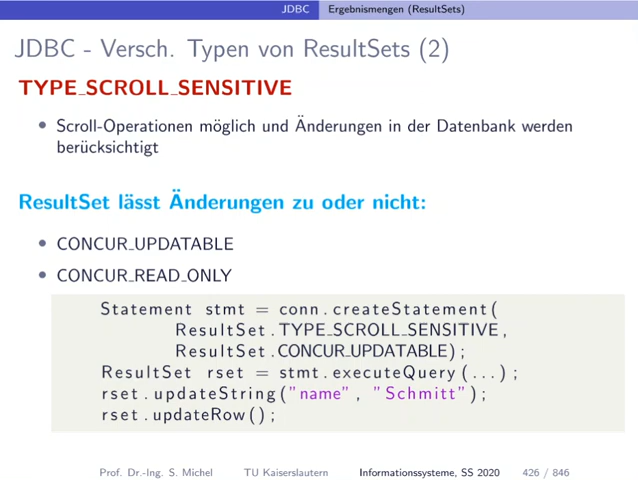 JDBC Ergebnismengen (ResultSets)
JDBC - Versch. Typen von ResultSets (2)
TYPE_SCROLL_SENSITIVE
• Scroll-Operationen möglich und Änderungen in der Datenbank werden
berücksichtigt
ResultSet lässt Änderungen zu oder nicht:
• CONCUR_UPDATABLE
• CONCUR_READ_ONLY
Statement stmt = conn.createStatement(
ResultSet.TYPE_SCROLL_SENSITIVE,
ResultSet.CONCUR_UPDATABLE);
ResultSet rset = stmt.executeQuery(...);
rset.updateString("name", "Schmitt");
rset.updateRow();
Prof. Dr.-Ing. S. Michel TU Kaiserslautern Informationssysteme, SS 2020 426 / 846